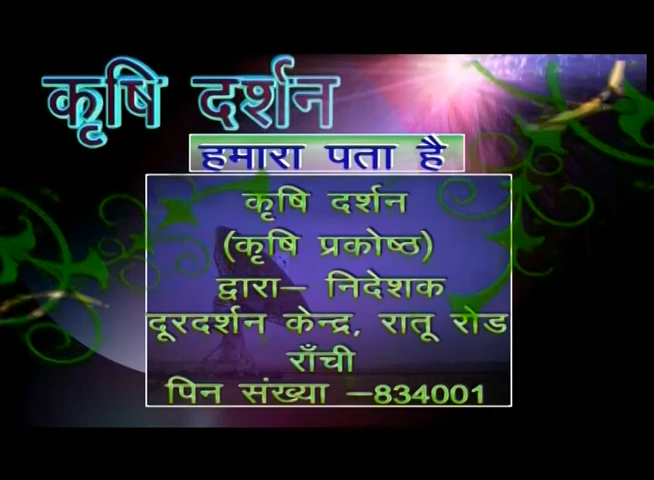 कृषि दर्शन
हमारा पता है
कृषि दर्शन
(कृषि प्रकोष्ठ)
द्वारा– निदेशक
दूरदर्शन केन्द्र, रातू रोड
राँची
पिन संख्या –834001